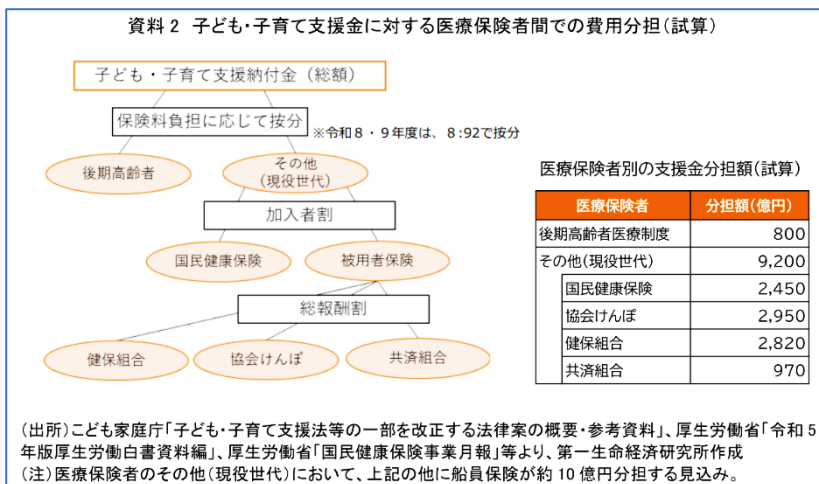 資料2 子ども・子育て支援金に対する医療保険者間での費用分担(試算)
子ども・子育て支援納付金(総額)
保険料負担に応じて按分
※令和8・9年度は、8:92で按分
後期高齢者
その他
(現役世代)
加入者割
国民健康保険
被用者保険
総報酬割
健保組合
協会けんぽ
共済組合
医療保険者別の支援金分担額(試算)
医療保険者 分担額(億円)
後期高齢者医療制度 800
その他(現役世代) 9,200
国民健康保険 2,450
協会けんぽ 2,950
健保組合 2,820
共済組合 970
(出所)こども家庭庁「子ども・子育て支援法等の一部を改正する法律案の概要・参考資料」、厚生労働省「令和5
年版厚生労働白書資料編」、厚生労働省「国民健康保険事業月報」等より、第一生命経済研究所作成
(注)医療保険者のその他(現役世代)において、上記の他に船員保険が約10億円分担する見込み。